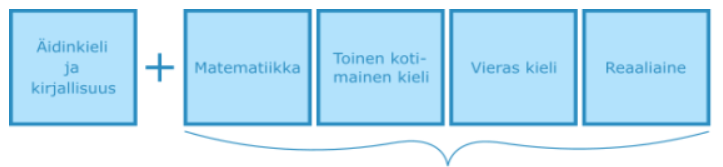 Äidinkieli
ja
kirjallisuus
+
Matematiikka
Toinen koti-
mainen kieli
Vieras kieli
Reaaliaine